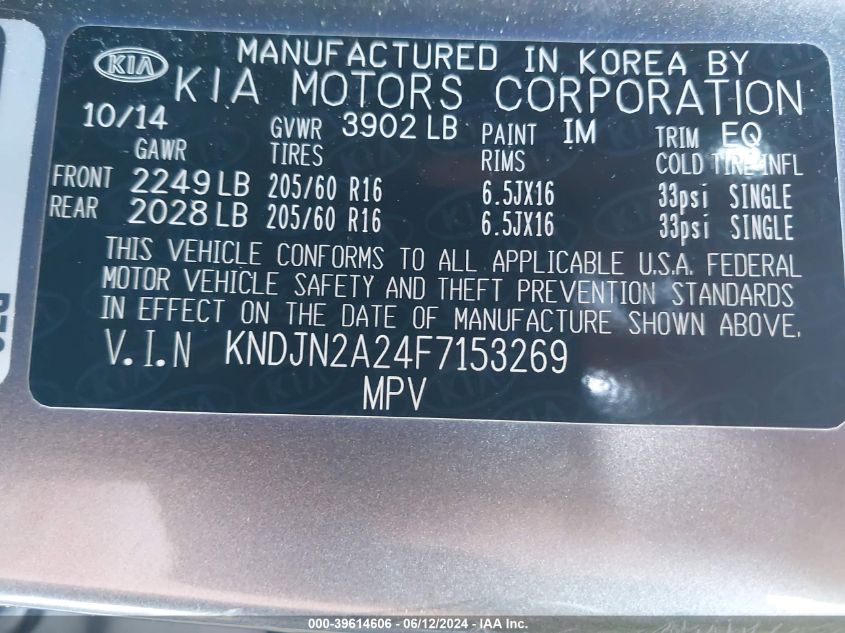 KIA MANUFACTURED IN KOREA BY
KIA MOTORS CORPORATION
10/14 GVWR 3902 LB PAINT IM TRIM EQ
GAWR TIRES RIMS COLD TIRE INFL
FRONT 2249 LB 205/60 R16 6.5JX16 33psi SINGLE
REAR 2028 LB 205/60 R16 6.5JX16 33psi SINGLE
THIS VEHICLE CONFORMS TO ALL APPLICABLE U.S.A. FEDERAL
MOTOR VEHICLE SAFETY AND THEFT PREVENTION STANDARDS
IN EFFECT ON THE DATE OF MANUFACTURE SHOWN ABOVE.
V.I.N KNDJN2A24F7153269
MPV
000-39614606 - 06/12/2024 - IAA Inc.